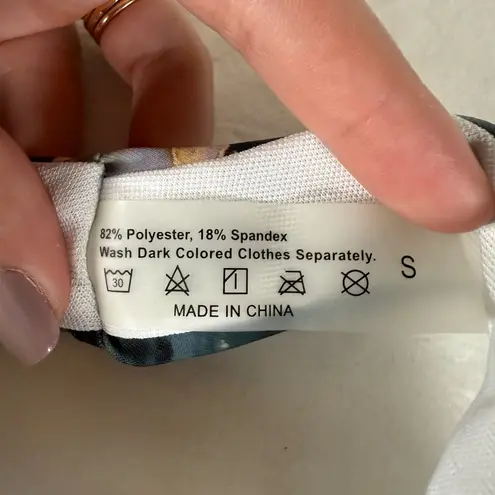 82% Polyester, 18% Spandex
Wash Dark Colored Clothes Separately.
30
S
MADE IN CHINA